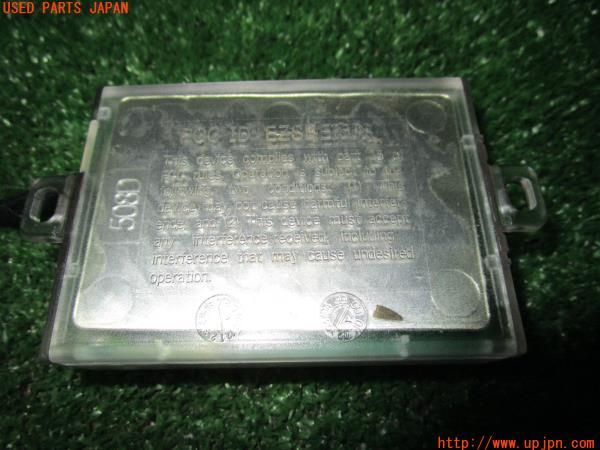 USED PARTS JAPAN
FCC ID:
This device complies with part 15 of
FCC rules. Operation is subject to the
following two conditions: (1) This
device may not cause harmful interfer-
ence, and (2) This device must accept
any interference received, including
interference that may cause undesired
operation.
508D
http://www.upjpn.com/